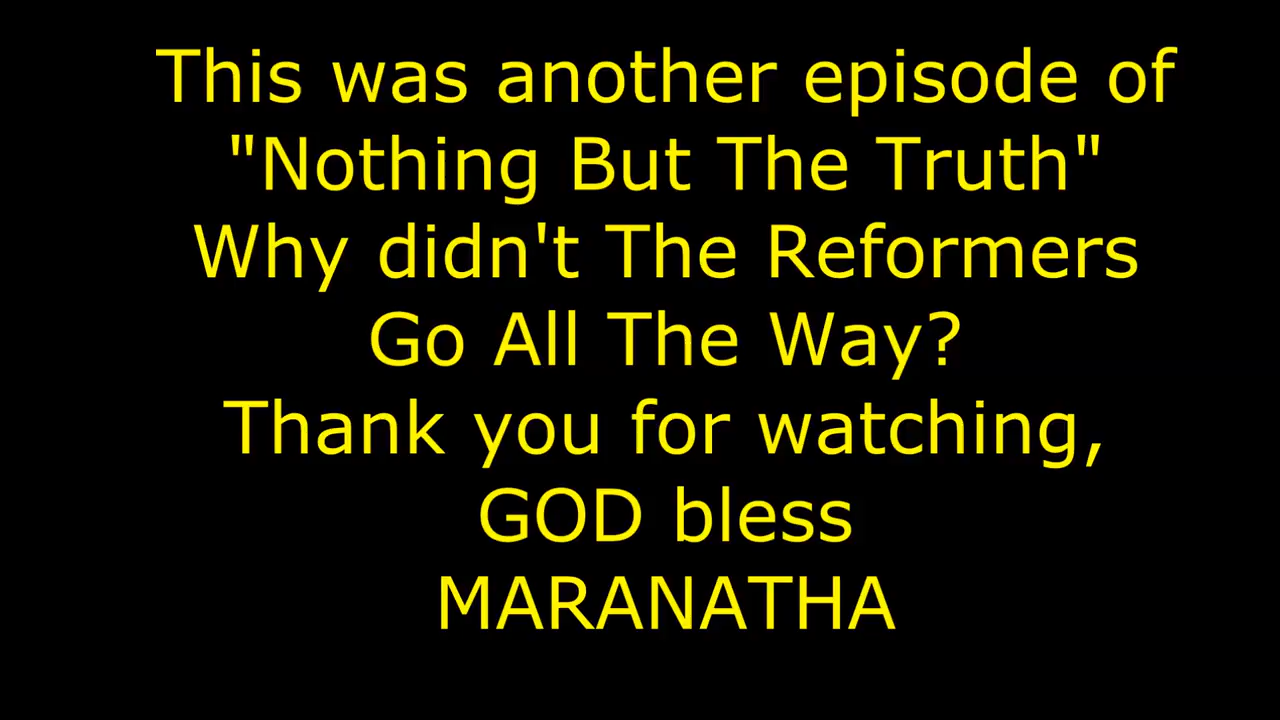 This was another episode of
"Nothing But The Truth"
Why didn't The Reformers
Go All The Way?
Thank you for watching,
GOD bless
MARANATHA